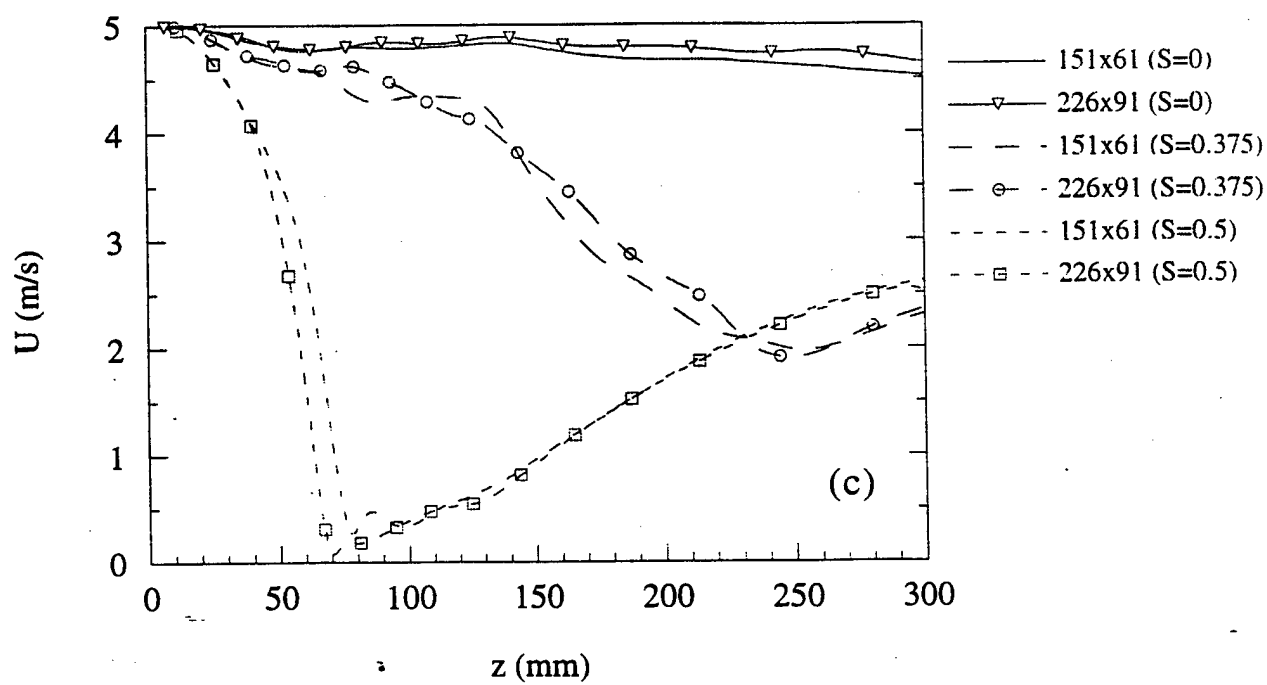 5
4
3
2
1
0
U (m/s)
0 50 100 150 200 250 300
z (mm)
(c)
151x61 (S=0)
226x91 (S=0)
151x61 (S=0.375)
226x91 (S=0.375)
151x61 (S=0.5)
226x91 (S=0.5)